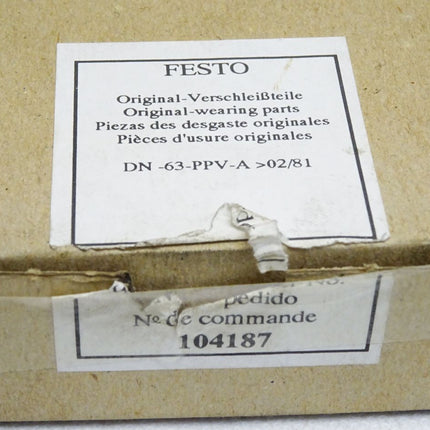 FESTO
Original-Verschleißteile
Original-wearing parts
Piezas des desgaste originales
Pièces d'usure originales
DN -63-PPV-A >02/81
No.
pedido
Nº de commande
104187